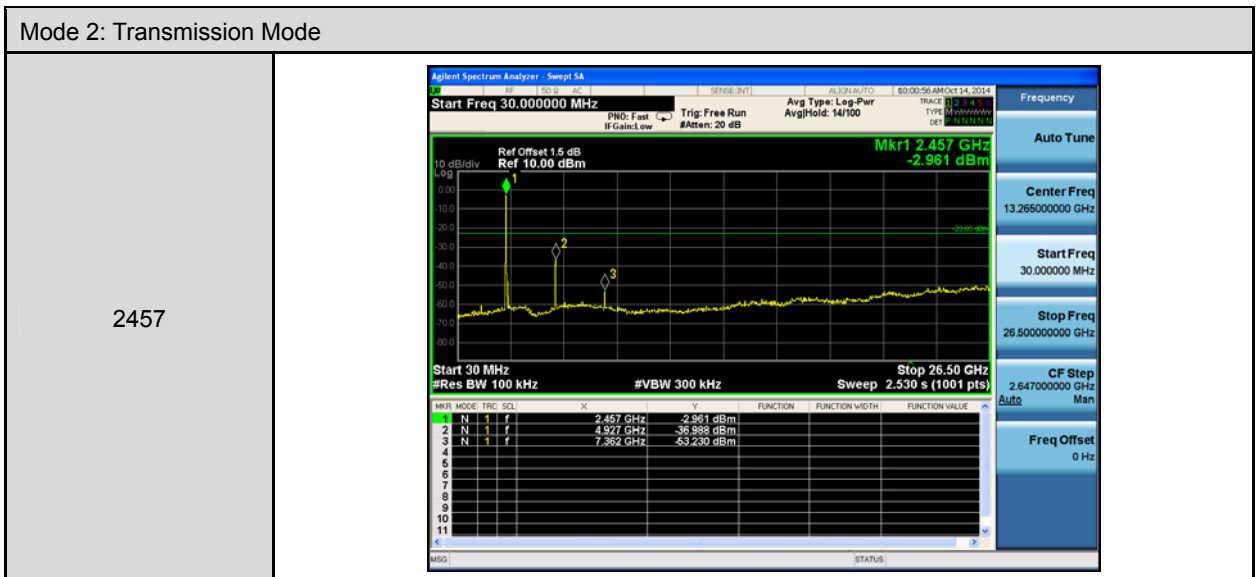 Mode 2: Transmission Mode
2457
Agilent Spectrum Analyzer - Swept SA
RF 50 Ω AC SENSE:INT ALIGN AUTO 10:00:56 AM Oct 14, 2014
Start Freq 30.000000 MHz
PNO: Fast
IFGain:Low
Trig: Free Run
#Atten: 20 dB
Avg Type: Log-Pwr
Avg|Hold: 14/100
TRACE 1 2 3 4 5 6
TYPE
DET P N N N N N
Ref Offset 1.5 dB
10 dB/div Ref 10.00 dBm
Log
Mkr1 2.457 GHz
-2.961 dBm
1
0.00
-10.0
-20.0
-23.03 dBm
-30.0
2
-40.0
3
-50.0
-60.0
-70.0
-80.0
Start 30 MHz Stop 26.50 GHz
#Res BW 100 kHz #VBW 300 kHz Sweep 2.530 s (1001 pts)
MKR MODE TRC SCL X Y FUNCTION FUNCTION WIDTH FUNCTION VALUE
1 N 1 f 2.457 GHz -2.961 dBm
2 N 1 f 4.927 GHz -36.988 dBm
3 N 1 f 7.362 GHz -53.230 dBm
4
5
6
7
8
9
10
11
MSG STATUS
Frequency
Auto Tune
Center Freq
13.265000000 GHz
Start Freq
30.000000 MHz
Stop Freq
26.500000000 GHz
CF Step
2.647000000 GHz
Auto Man
Freq Offset
0 Hz